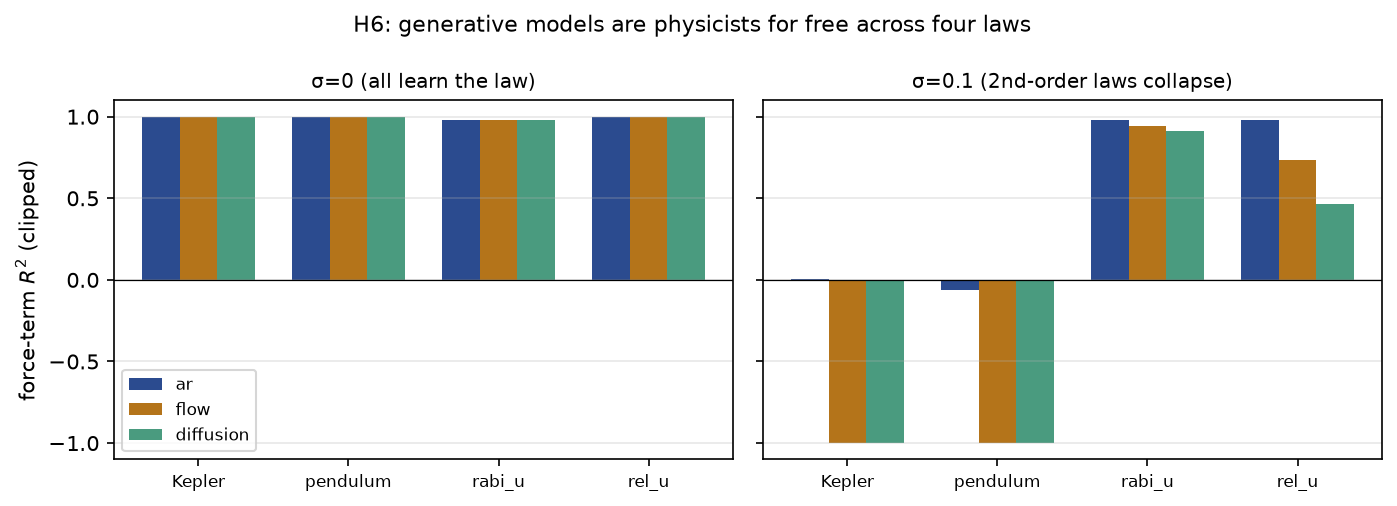 H6: generative models are physicists for free across four laws
σ=0 (all learn the law)
σ=0.1 (2nd-order laws collapse)
force-term R² (clipped)
1.0
0.5
0.0
−0.5
−1.0
ar
flow
diffusion
Kepler
pendulum
rabi_u
rel_u
Kepler
pendulum
rabi_u
rel_u